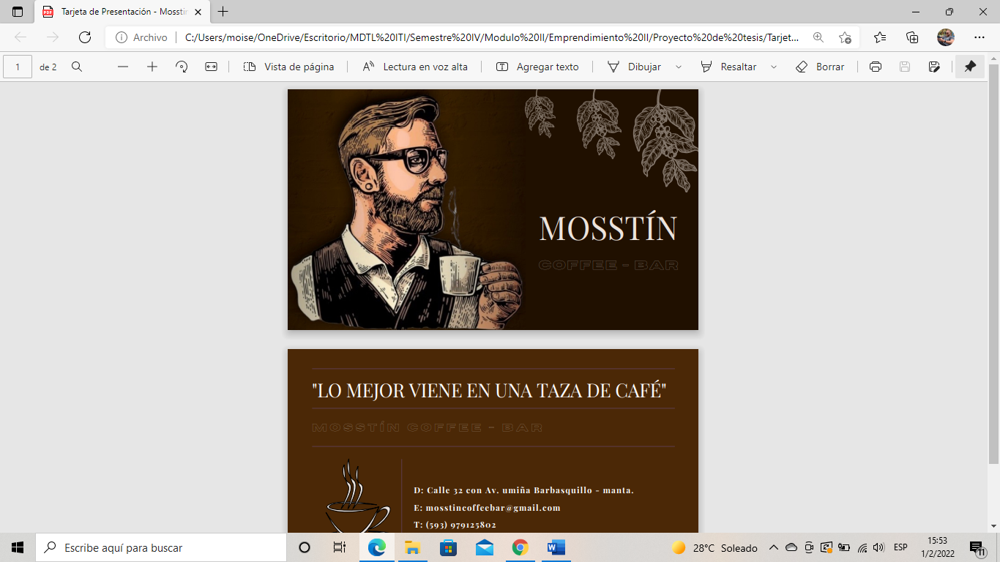 Tarjeta de Presentación - Mosstin
Archivo
C:/Users/moise/OneDrive/Escritorio/MDTL%20ITI/Semestre%20IV/Modulo%20II/Emprendimiento%20II/Proyecto%20de%20tesis/Tarjet...
1 de 2
Vista de página
Lectura en voz alta
Agregar texto
Dibujar
Resaltar
Borrar
MOSSTÍN
COFFEE - BAR
"LO MEJOR VIENE EN UNA TAZA DE CAFÉ"
MOSSTÍN COFFEE - BAR
D: Calle 32 con Av. umiña Barbasquillo - manta.
E: mosstincoffeebar@gmail.com
T: (593) 979125802
Escribe aquí para buscar
28°C Soleado
ESP
15:53
1/2/2022
11